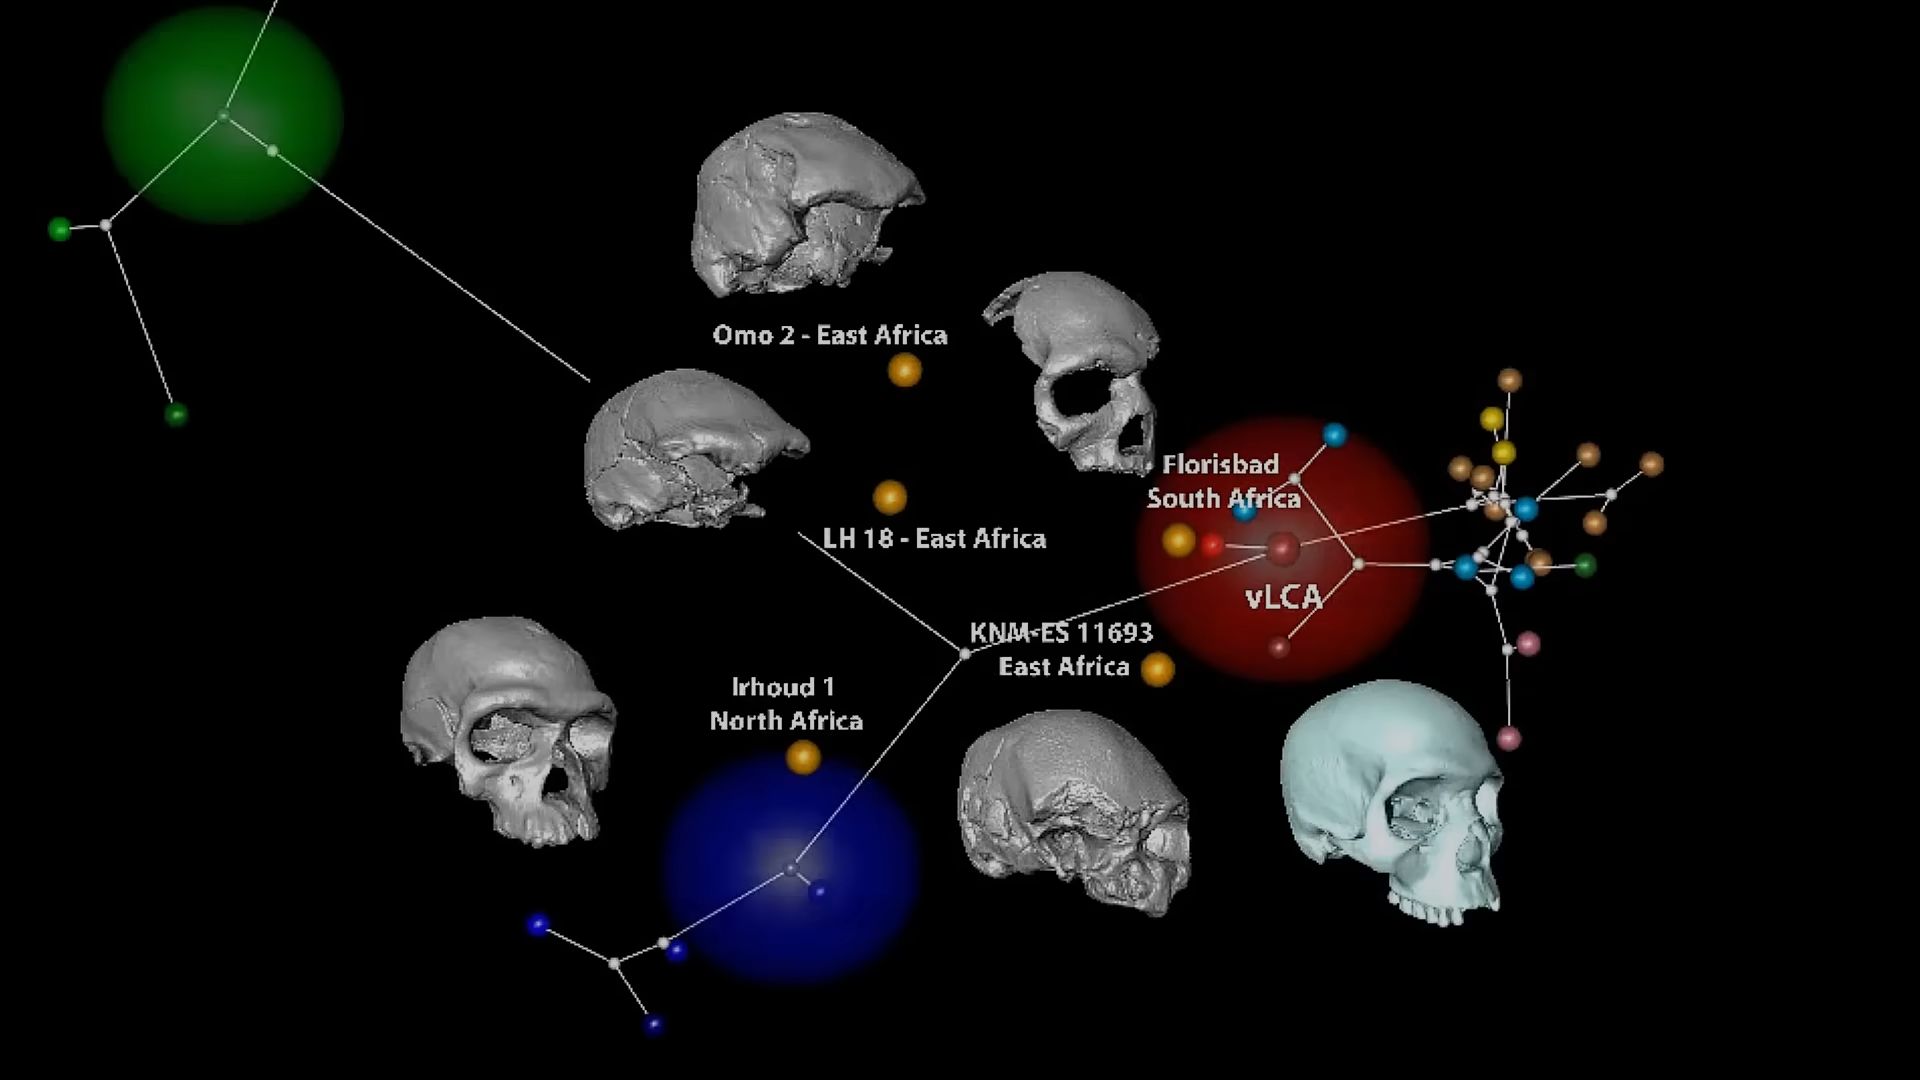 Omo 2 - East Africa
Florisbad
South Africa
LH 18 - East Africa
vLCA
KNM-ES 11693
East Africa
Irhoud 1
North Africa